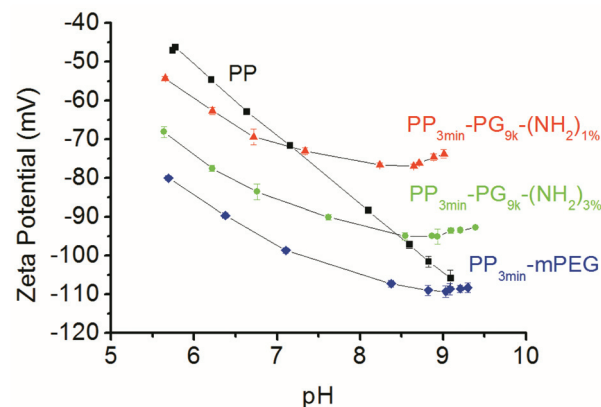 -40
-50
-60
-70
-80
-90
-100
-110
-120
Zeta Potential (mV)
PP
PP3min-PG9k-(NH2)1%
PP3min-PG9k-(NH2)3%
PP3min-mPEG
5 6 7 8 9 10
pH